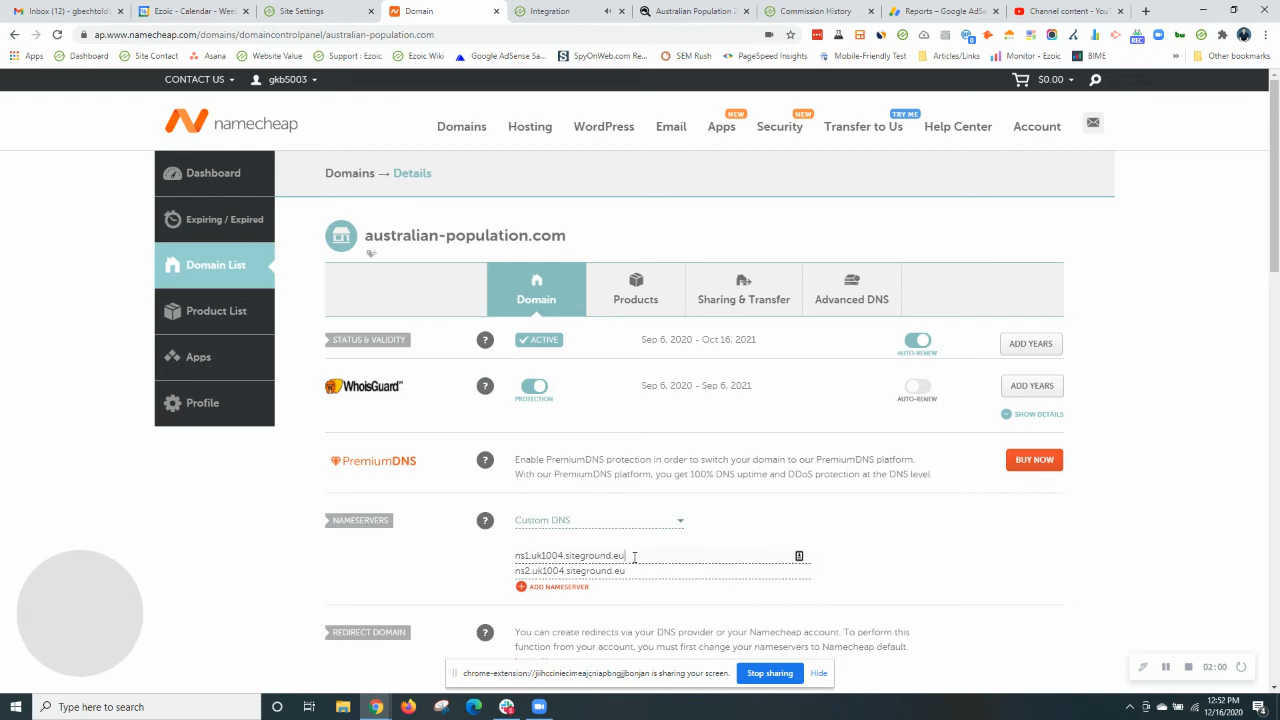 Inbox (12) - glechtchi
Login | Ezoic - Welco
Site Settings
Domains
Integration
Australian Population 2
Commission History
Reports – Google AdSe
Inner content - YouTu
ap.www.namecheap.com/domains/domaincontrolpanel/australian-population.com
Apps
Dashboard
Site Contact
Asana
Dashboard : Ezoic
Ezoic Wiki
Google AdSense
SpyOnWeb.com Re...
SEM Rush
PageSpeed Insights
Mobile-Friendly Test
Articles/Links
Monitor - Ezoic
BIME
»
Other bookmarks
CONTACT US
gkb5003
$0.00
namecheap
NEW
NEW
TRY ME
Domains
Hosting
WordPress
Email
Apps
Security
Transfer to Us
Help Center
Account
Dashboard
Expiring / Expired
Domain List
Product List
Apps
Profile
Domains → Details
australian-population.com
Domain
Products
Sharing & Transfer
Advanced DNS
STATUS & VALIDITY
?
ACTIVE
Sep 6, 2020 - Oct 16, 2021
AUTO-RENEW
ADD YEARS
WhoisGuard
?
PROTECTION
Sep 6, 2020 - Sep 6, 2021
AUTO-RENEW
ADD YEARS
SHOW DETAILS
PremiumDNS
?
Enable PremiumDNS protection in order to switch your domain to our PremiumDNS platform.
With our PremiumDNS platform, you get 100% DNS uptime and DDoS protection at the DNS level.
BUY NOW
NAMESERVERS
?
Custom DNS
ns1.uk1004.siteground.eu
ns2.uk1004.siteground.eu
ADD NAMESERVER
REDIRECT DOMAIN
?
You can create redirects via your DNS provider or your Namecheap account. To perform this
function from your account, you must first change your nameservers to Namecheap default.
chrome-extension://jiihcciniecimeajcniapbngjjbonjan is sharing your screen.
Stop sharing
Hide
02:00
Type here to search
12:52 PM
12/16/2020